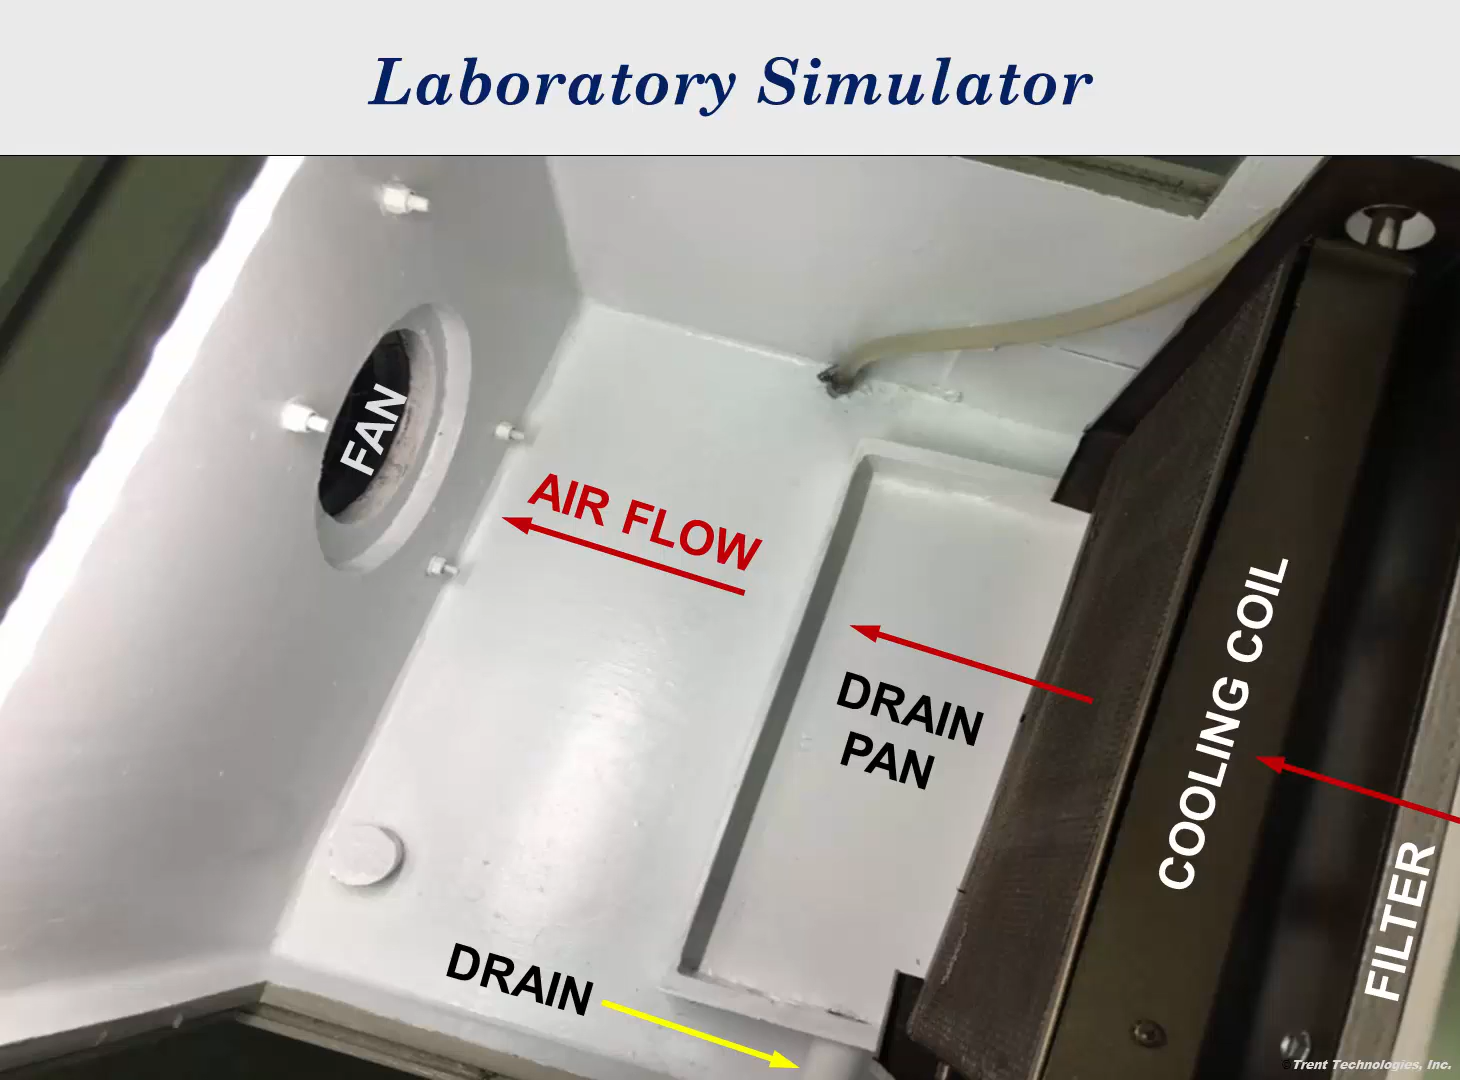 Laboratory Simulator
FAN
AIR FLOW
DRAIN
PAN
COOLING COIL
FILTER
DRAIN
©Trent Technologies, Inc.